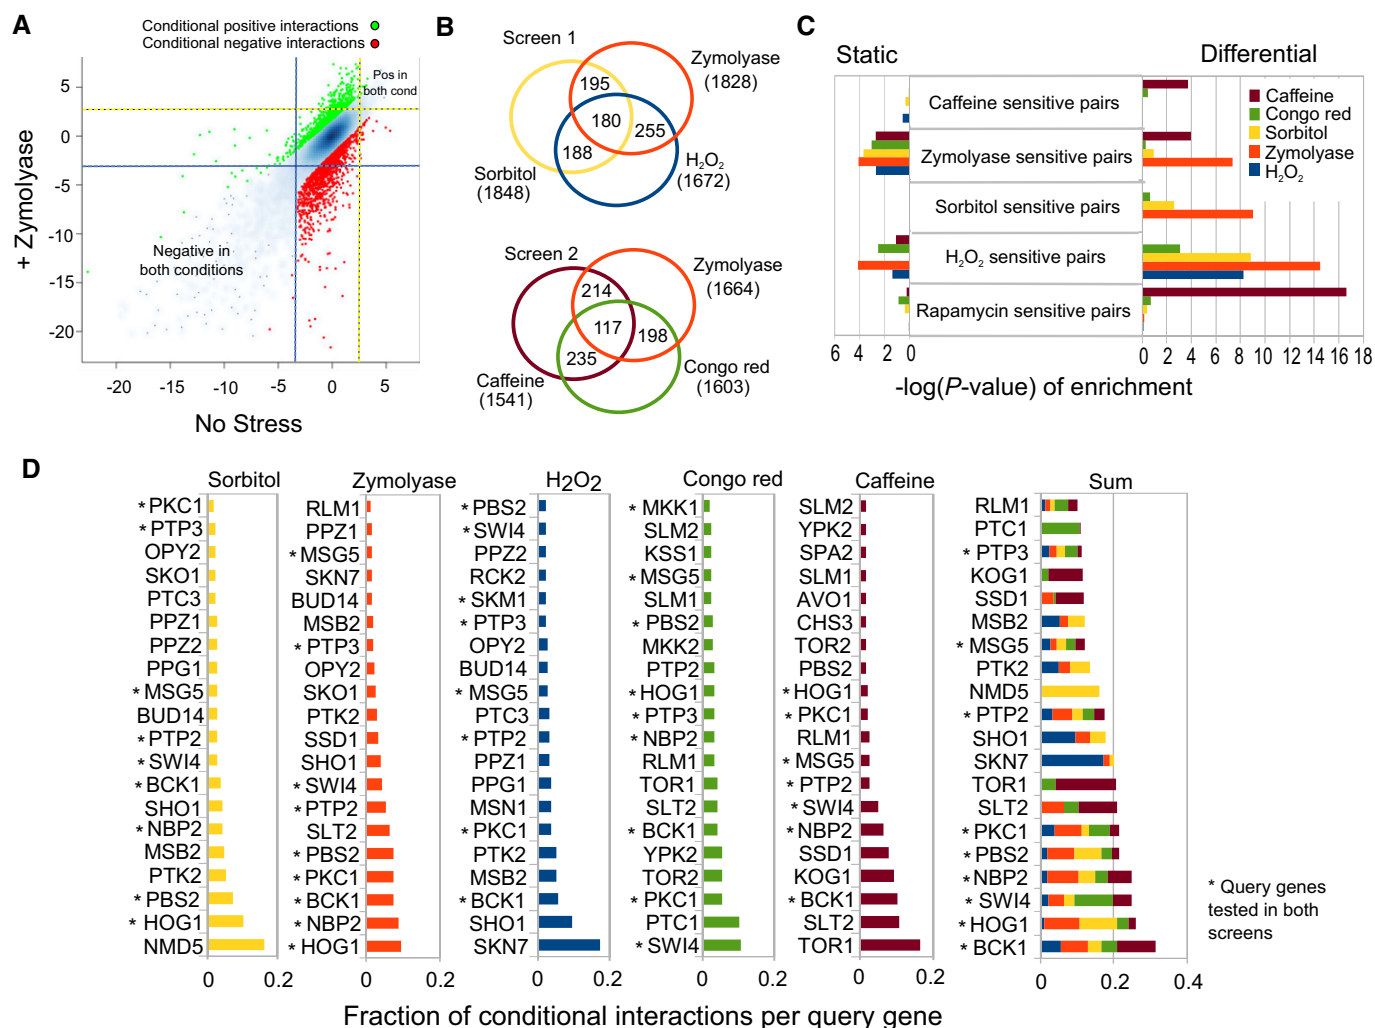 A
Conditional positive interactions
Conditional negative interactions
5
0
-5
-10
-15
-20
+ Zymolyase
Pos in
both cond
Negative in
both conditions
-20
-15
-10
-5
0
5
No Stress
B
Screen 1
Zymolyase
(1828)
195
180
255
188
Sorbitol
(1848)
H2O2
(1672)
Screen 2
Zymolyase
(1664)
214
117
198
235
Caffeine
(1541)
Congo red
(1603)
C
Static
Differential
Caffeine sensitive pairs
Zymolyase sensitive pairs
Sorbitol sensitive pairs
H2O2 sensitive pairs
Rapamycin sensitive pairs
Caffeine
Congo red
Sorbitol
Zymolyase
H2O2
6 4 2 0
0 2 4 6 8 10 12 14 16 18
-log(P-value) of enrichment
D
Sorbitol
* PKC1
* PTP3
OPY2
SKO1
PTC3
PPZ1
PPZ2
PPG1
* MSG5
BUD14
* PTP2
* SWI4
* BCK1
SHO1
* NBP2
MSB2
PTK2
* PBS2
* HOG1
NMD5
0 0.2
Zymolyase
RLM1
PPZ1
* MSG5
SKN7
BUD14
MSB2
* PTP3
OPY2
SKO1
PTK2
SSD1
SHO1
* SWI4
* PTP2
SLT2
* PBS2
* PKC1
* BCK1
* NBP2
* HOG1
0 0.2
H2O2
* PBS2
* SWI4
PPZ2
RCK2
* SKM1
* PTP3
OPY2
BUD14
* MSG5
PTC3
* PTP2
PPZ1
PPG1
MSN1
* PKC1
PTK2
MSB2
* BCK1
SHO1
SKN7
0 0.2
Congo red
* MKK1
SLM2
KSS1
* MSG5
SLM1
* PBS2
MKK2
PTP2
* HOG1
* PTP3
* NBP2
RLM1
TOR1
SLT2
* BCK1
YPK2
TOR2
* PKC1
PTC1
* SWI4
0 0.2
Caffeine
SLM2
YPK2
SPA2
SLM1
AVO1
CHS3
TOR2
PBS2
* HOG1
* PKC1
RLM1
* MSG5
* PTP2
* SWI4
* NBP2
SSD1
KOG1
* BCK1
SLT2
TOR1
0 0.2
Sum
RLM1
PTC1
* PTP3
KOG1
SSD1
MSB2
* MSG5
PTK2
NMD5
* PTP2
SHO1
SKN7
TOR1
SLT2
* PKC1
* PBS2
* NBP2
* SWI4
* HOG1
* BCK1
0 0.2 0.4
* Query genes
tested in both
screens
Fraction of conditional interactions per query gene